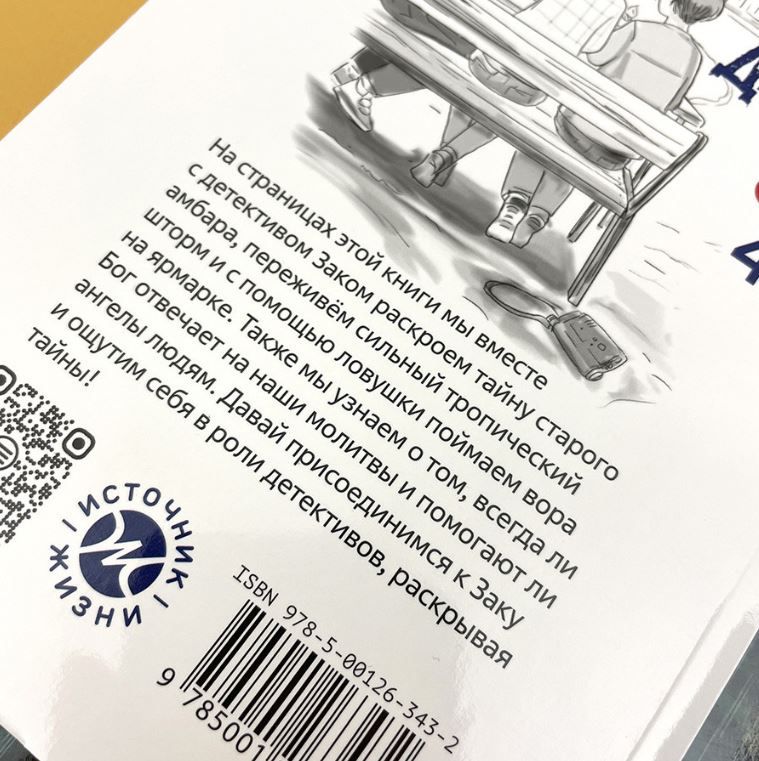 На страницах этой книги мы вместе
с детективом Заком раскроем тайну старого
амбара, переживём сильный тропический
шторм и с помощью ловушки поймаем вора
на ярмарке. Также мы узнаем о том, всегда ли
Бог отвечает на наши молитвы и помогают ли
ангелы людям. Давай присоединимся к Заку
и ощутим себя в роли детективов, раскрывая
тайны!
ИСТОЧНИК
ЖИЗНИ
ISBN 978-5-00126-343-2
9 785001
Д